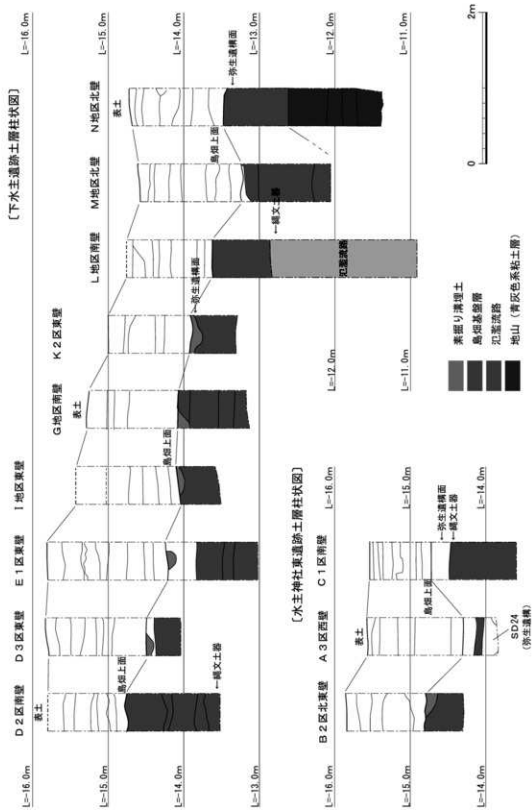 〔下水主遺跡土層柱状図〕
L=-16.0m
L=-15.0m
L=-14.0m
L=-13.0m
D2区南壁
表土
島畑上面
←縄文土器
D3区東壁
E1区東壁
I地区東壁
島畑上面
G地区南壁
表土
K2区東壁
←弥生遺構面
L地区南壁
氾濫流路
←縄文土器
M地区北壁
島畑上面
N地区北壁
表土
←弥生遺構面
L=-16.0m
L=-15.0m
L=-14.0m
L=-13.0m
L=-12.0m
L=-11.0m
L=-12.0m
L=-11.0m
〔水主神社東遺跡土層柱状図〕
L=-16.0m
L=-15.0m
L=-14.0m
B2区北東壁
A3区西壁
表土
島畑上面
SD24
(弥生遺構)
C1区南壁
←弥生遺構面
←縄文土器
L=-16.0m
L=-15.0m
L=-14.0m
素掘り溝埋土
島畑基盤層
氾濫流路
地山(青灰色系粘土層)
0
2m